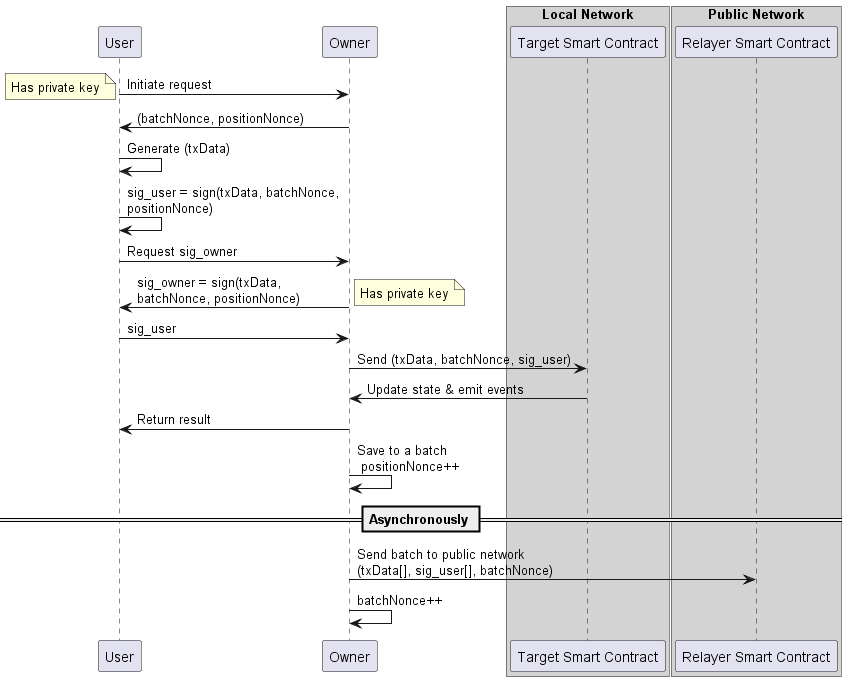 Local Network
Public Network
User
Owner
Target Smart Contract
Relayer Smart Contract
Has private key
Initiate request
(batchNonce, positionNonce)
Generate (txData)
sig_user = sign(txData, batchNonce,
positionNonce)
Request sig_owner
sig_owner = sign(txData,
batchNonce, positionNonce)
Has private key
sig_user
Send (txData, batchNonce, sig_user)
Update state & emit events
Return result
Save to a batch
positionNonce++
Asynchronously
Send batch to public network
(txData[], sig_user[], batchNonce)
batchNonce++
User
Owner
Target Smart Contract
Relayer Smart Contract